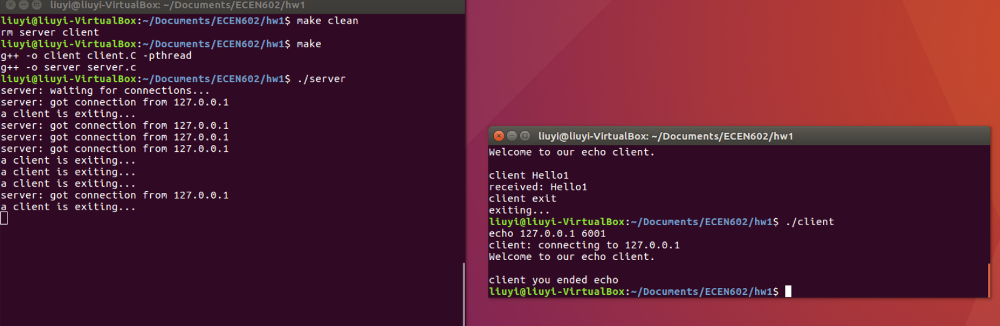 liuyi@liuyi-VirtualBox: ~/Documents/ECEN602/hw1
liuyi@liuyi-VirtualBox:~/Documents/ECEN602/hw1$ make clean
rm server client
liuyi@liuyi-VirtualBox:~/Documents/ECEN602/hw1$ make
g++ -o client client.C -pthread
g++ -o server server.c
liuyi@liuyi-VirtualBox:~/Documents/ECEN602/hw1$ ./server
server: waiting for connections...
server: got connection from 127.0.0.1
a client is exiting...
server: got connection from 127.0.0.1
server: got connection from 127.0.0.1
server: got connection from 127.0.0.1
a client is exiting...
a client is exiting...
a client is exiting...
server: got connection from 127.0.0.1
a client is exiting...
liuyi@liuyi-VirtualBox: ~/Documents/ECEN602/hw1
Welcome to our echo client.
client Hello1
received: Hello1
client exit
exiting...
liuyi@liuyi-VirtualBox:~/Documents/ECEN602/hw1$ ./client
echo 127.0.0.1 6001
client: connecting to 127.0.0.1
Welcome to our echo client.
client you ended echo
liuyi@liuyi-VirtualBox:~/Documents/ECEN602/hw1$